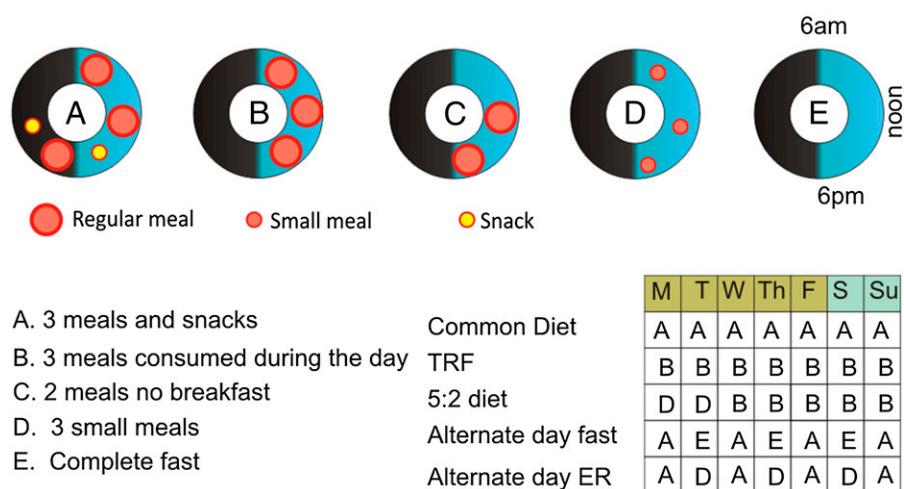 6am
A B C D E noon
6pm
Regular meal Small meal Snack
M T W Th F S Su
A. 3 meals and snacks Common Diet A A A A A A A
B. 3 meals consumed during the day TRF B B B B B B B
C. 2 meals no breakfast 5:2 diet D D B B B B B
D. 3 small meals Alternate day fast A E A E A E A
E. Complete fast Alternate day ER A D A D A D A